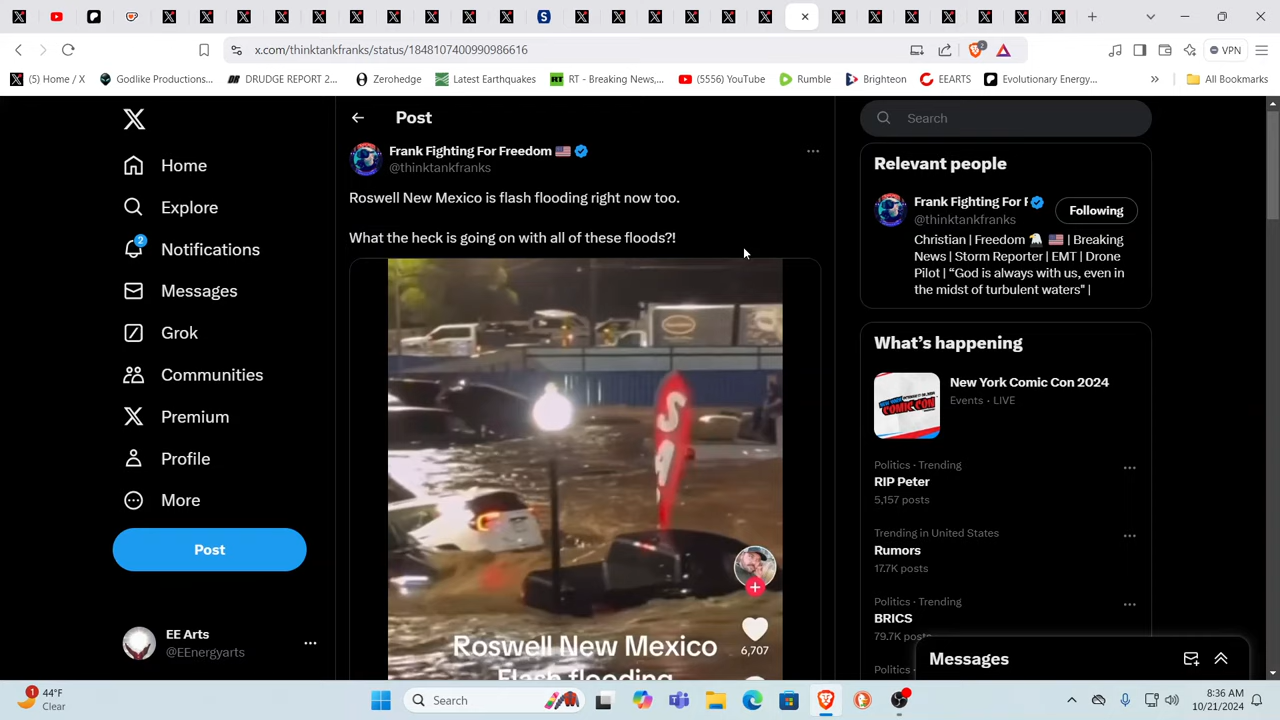 x.com/thinktankfranks/status/1848107400990986616
2
VPN
(5) Home / X
Godlike Productions...
DRUDGE REPORT 2...
Zerohedge
Latest Earthquakes
RT - Breaking News,...
(555) YouTube
Rumble
Brighteon
EEARTS
Evolutionary Energy...
All Bookmarks
Home
Explore
2
Notifications
Messages
Grok
Communities
Premium
Profile
More
Post
EE Arts
@EEnergyarts
Post
Frank Fighting For Freedom
@thinktankfranks
Roswell New Mexico is flash flooding right now too.
What the heck is going on with all of these floods?!
6,707
Roswell New Mexico
Flash flooding
Search
Relevant people
Frank Fighting For F
@thinktankfranks
Following
Christian | Freedom | Breaking
News | Storm Reporter | EMT | Drone
Pilot | “God is always with us, even in
the midst of turbulent waters" |
What’s happening
New York Comic Con 2024
Events · LIVE
Politics · Trending
RIP Peter
5,157 posts
Trending in United States
Rumors
17.7K posts
Politics · Trending
BRICS
79.7K posts
Politics
Messages
1
44°F
Clear
Search
8:36 AM
10/21/2024